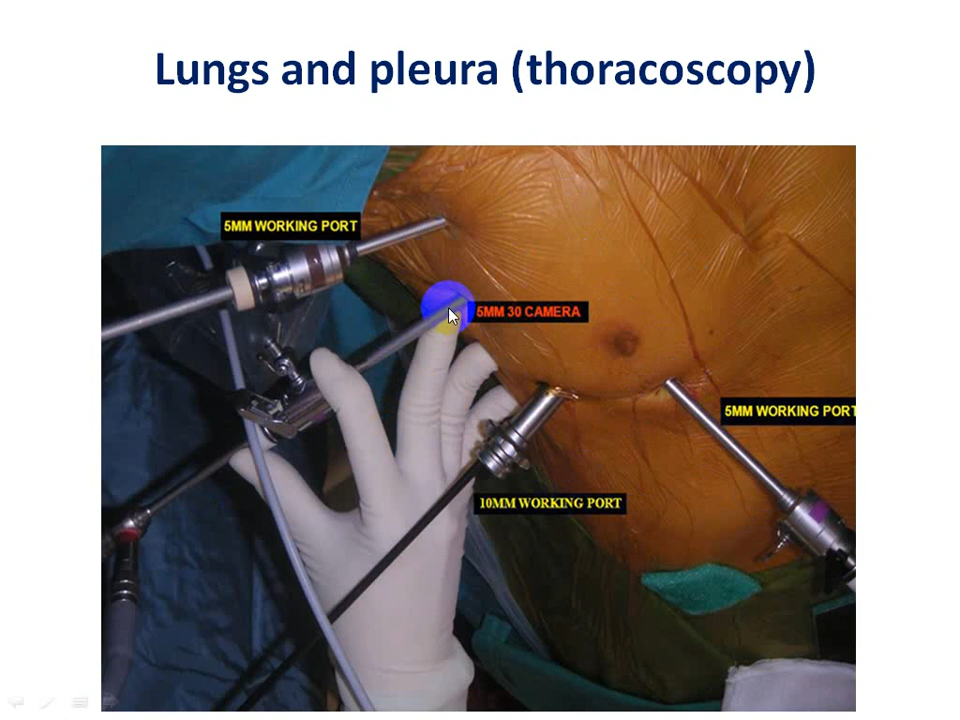 Lungs and pleura (thoracoscopy)
5MM WORKING PORT
5MM 30 CAMERA
5MM WORKING PORT
10MM WORKING PORT